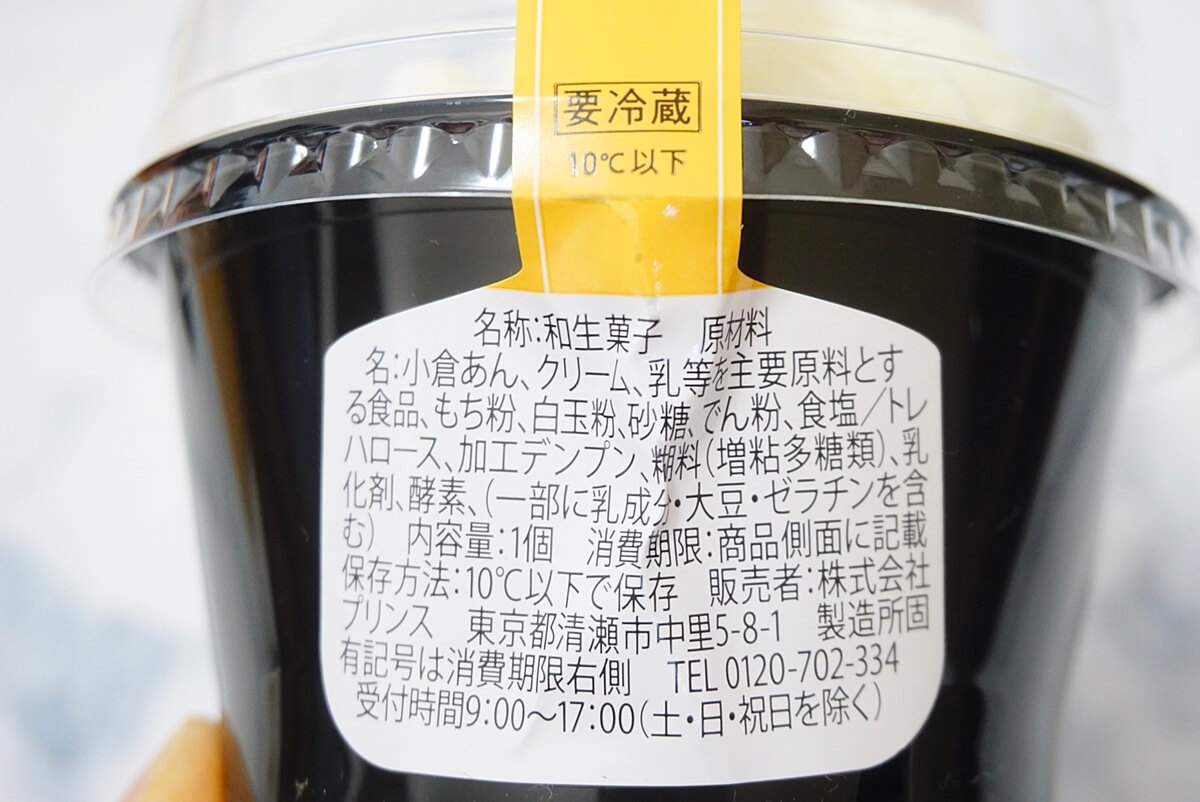 要冷蔵
10℃以下
名称:和生菓子 原材料
名:小倉あん、クリーム、乳等を主要原料とす
る食品、もち粉、白玉粉、砂糖、でん粉、食塩/トレ
ハロース、加工デンプン、糊料(増粘多糖類)、乳
化剤、酵素、(一部に乳成分・大豆・ゼラチンを含
む) 内容量:1個 消費期限:商品側面に記載
保存方法:10℃以下で保存 販売者:株式会社
プリンス 東京都清瀬市中里5-8-1 製造所固
有記号は消費期限右側 TEL 0120-702-334
受付時間9:00～17:00(土・日・祝日を除く)